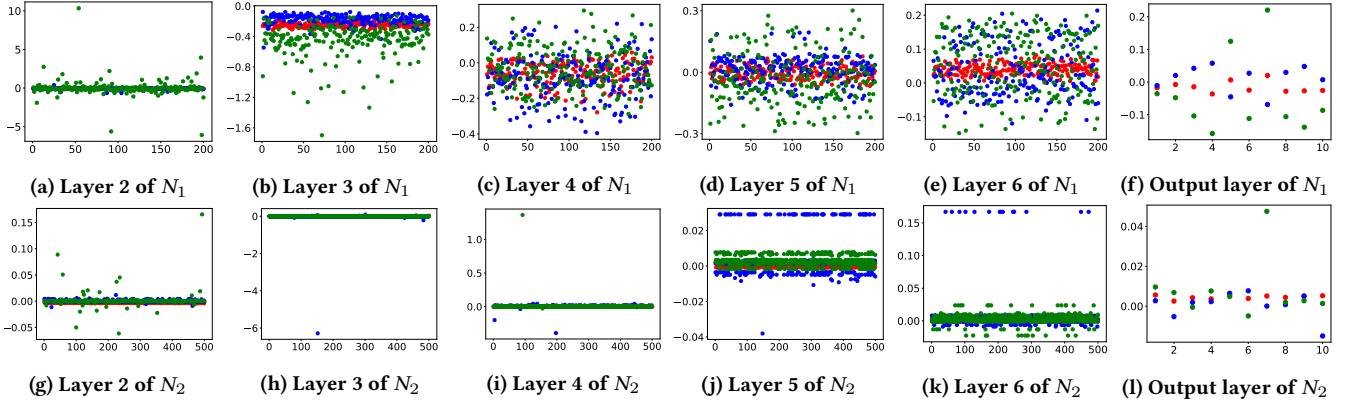 10
5
0
−5
0 50 100 150 200
(a) Layer 2 of N1
0.0
−0.4
−0.8
−1.2
−1.6
0 50 100 150 200
(b) Layer 3 of N1
0.2
0.0
−0.2
−0.4
0 50 100 150 200
(c) Layer 4 of N1
0.3
0.0
−0.3
0 50 100 150 200
(d) Layer 5 of N1
0.2
0.1
0.0
−0.1
0 50 100 150 200
(e) Layer 6 of N1
0.2
0.1
0.0
−0.1
2 4 6 8 10
(f) Output layer of N1
0.15
0.10
0.05
0.00
−0.05
0 100 200 300 400 500
(g) Layer 2 of N2
0
−2
−4
−6
0 100 200 300 400 500
(h) Layer 3 of N2
1.0
0.5
0.0
0 100 200 300 400 500
(i) Layer 4 of N2
0.02
0.00
−0.02
−0.04
0 100 200 300 400 500
(j) Layer 5 of N2
0.15
0.10
0.05
0.00
0 100 200 300 400 500
(k) Layer 6 of N2
0.04
0.02
0.00
2 4 6 8 10
(l) Output layer of N2